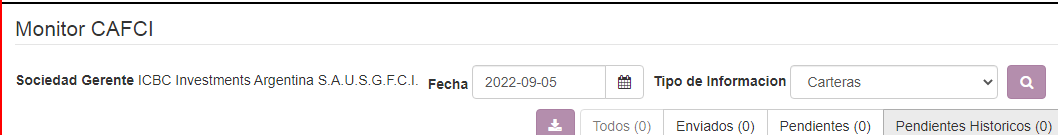 Monitor CAFCI
Sociedad Gerente ICBC Investments Argentina S.A.U.S.G.F.C.I. Fecha 2022-09-05 Tipo de Informacion Carteras
Todos (0) Enviados (0) Pendientes (0) Pendientes Historicos (0)